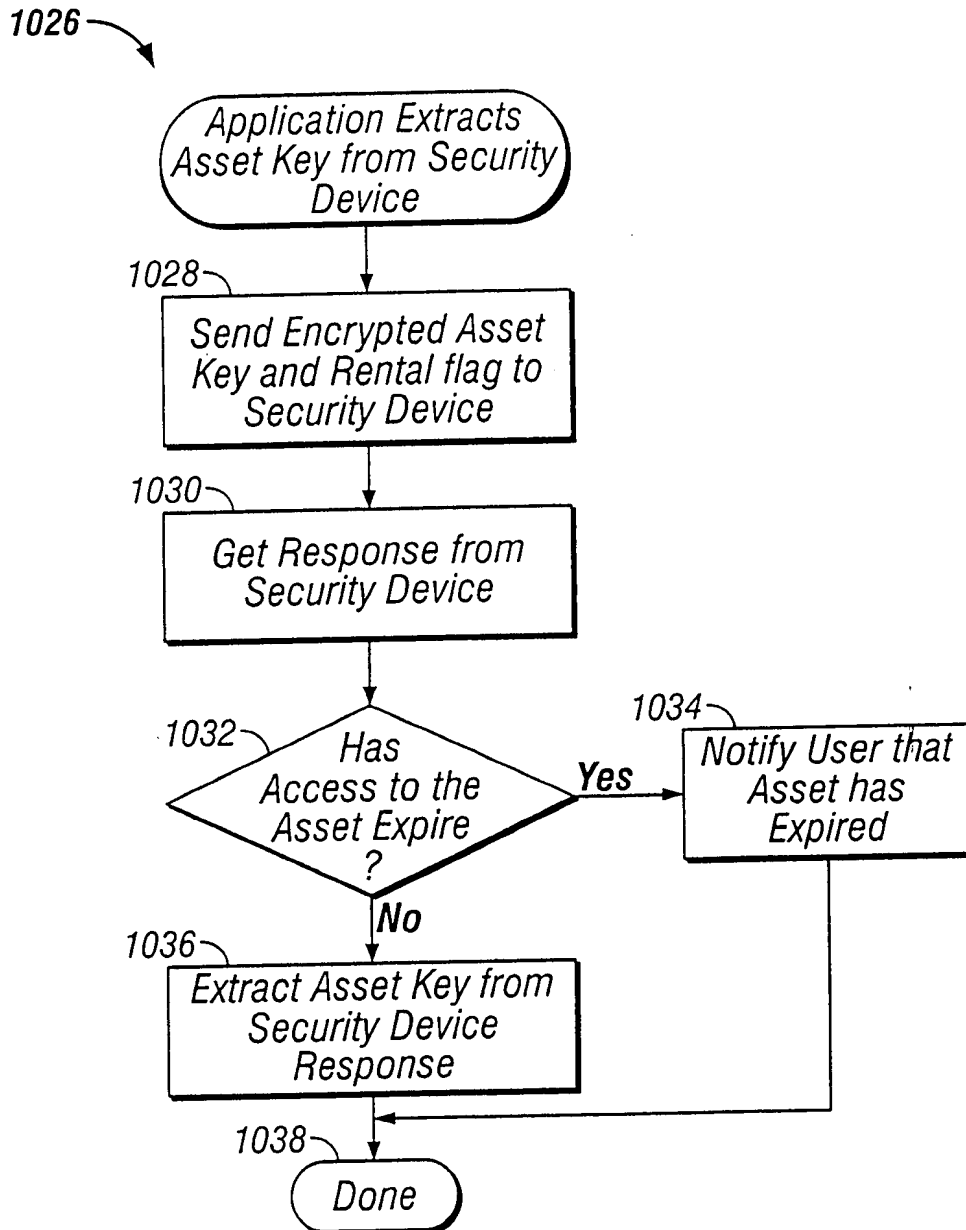 1026
Application Extracts
Asset Key from Security
Device
1028
Send Encrypted Asset
Key and Rental flag to
Security Device
1030
Get Response from
Security Device
1032
Has
Access to the
Asset Expire
?
Yes
1034
Notify User that
Asset has
Expired
No
1036
Extract Asset Key from
Security Device
Response
1038
Done